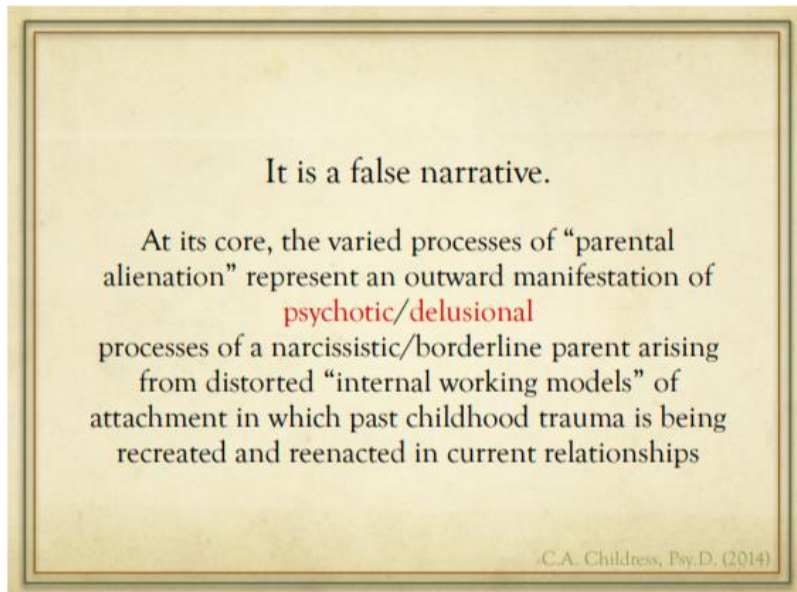 It is a false narrative.
At its core, the varied processes of “parental
alienation” represent an outward manifestation of
psychotic/delusional
processes of a narcissistic/borderline parent arising
from distorted “internal working models” of
attachment in which past childhood trauma is being
recreated and reenacted in current relationships
C.A. Childress, Psy.D. (2014)